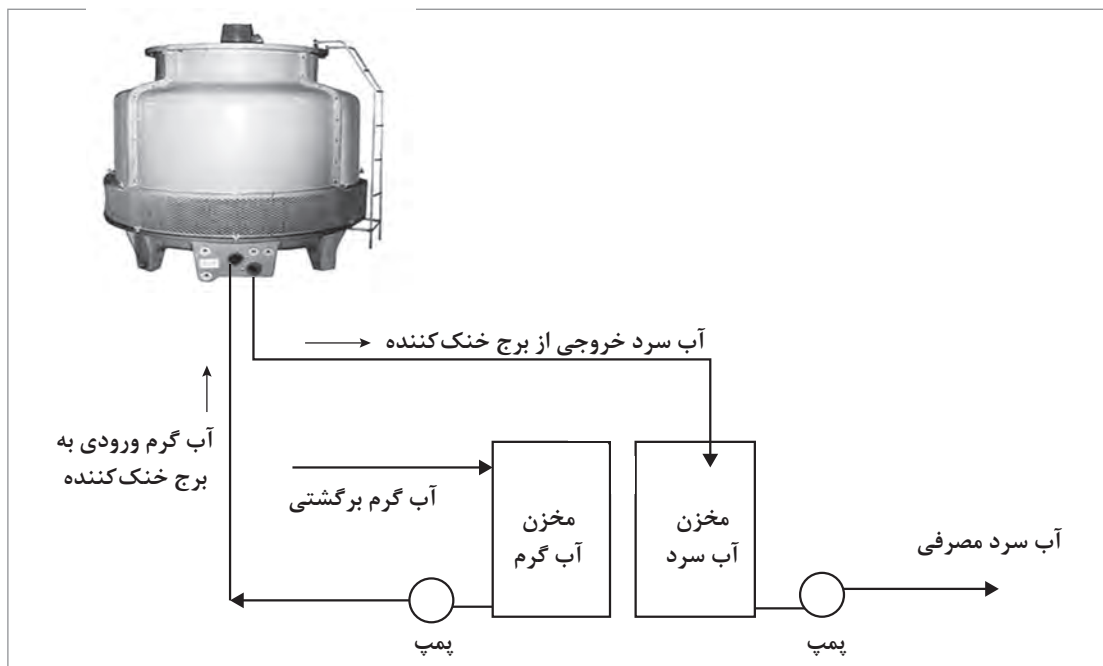 آب سرد خروجی از برج خنک‌کننده
آب گرم ورودی به
برج خنک‌کننده
آب گرم برگشتی
مخزن
آب گرم
مخزن
آب سرد
آب سرد مصرفی
پمپ
پمپ